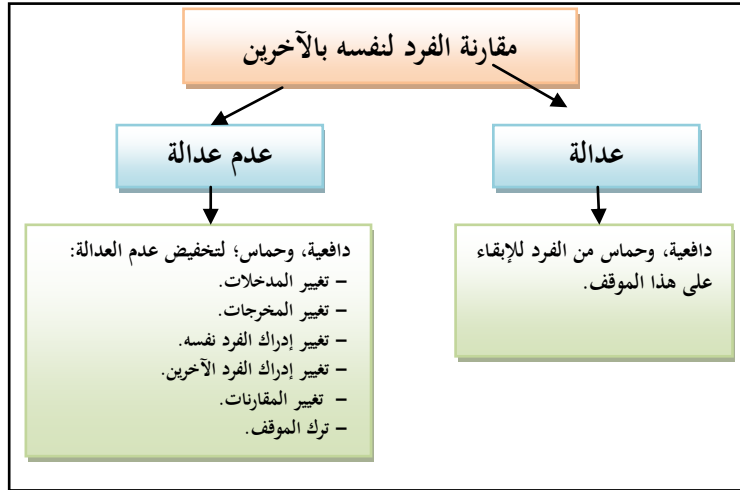 مقارنة الفرد لنفسه بالآخرين
عدالة
عدم عدالة
دافعية، وحماس من الفرد للإبقاء
على هذا الموقف.
دافعية، وحماس؛ لتخفيض عدم العدالة:
– تغيير المدخلات.
– تغيير المخرجات.
– تغيير إدراك الفرد نفسه.
– تغيير إدراك الفرد الآخرين.
– تغيير المقارنات.
– ترك الموقف.